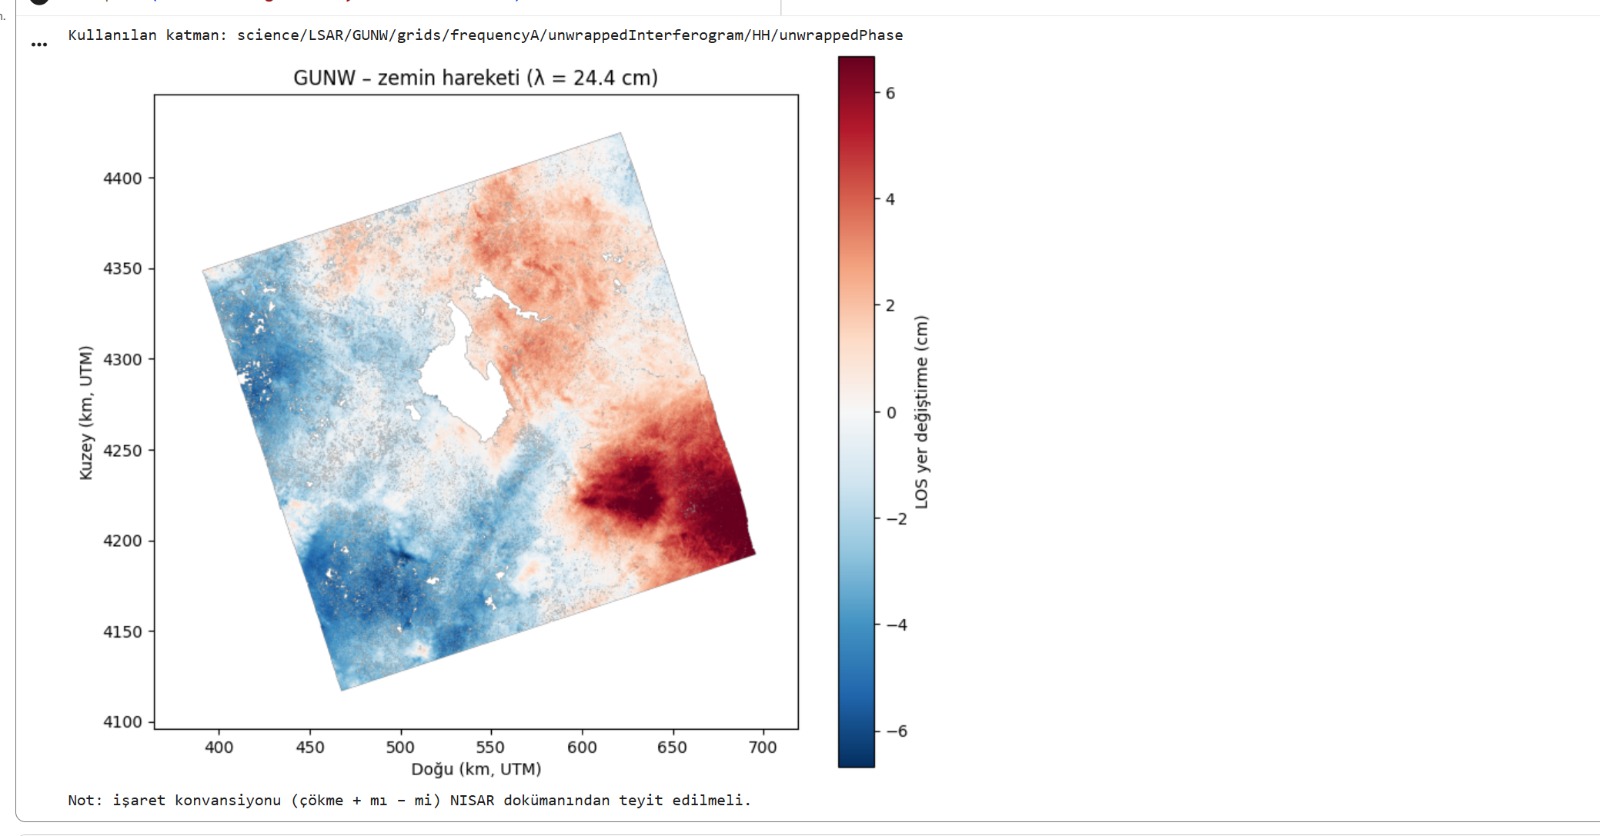 Kullanılan katman: science/LSAR/GUNW/grids/frequencyA/unwrappedInterferogram/HH/unwrappedPhase
GUNW – zemin hareketi (λ = 24.4 cm)
4400
4350
4300
4250
4200
4150
4100
Kuzey (km, UTM)
400 450 500 550 600 650 700
Doğu (km, UTM)
6
4
2
0
−2
−4
−6
LOS yer değiştirme (cm)
Not: işaret konvansiyonu (çökme + mı – mi) NISAR dokümanından teyit edilmeli.